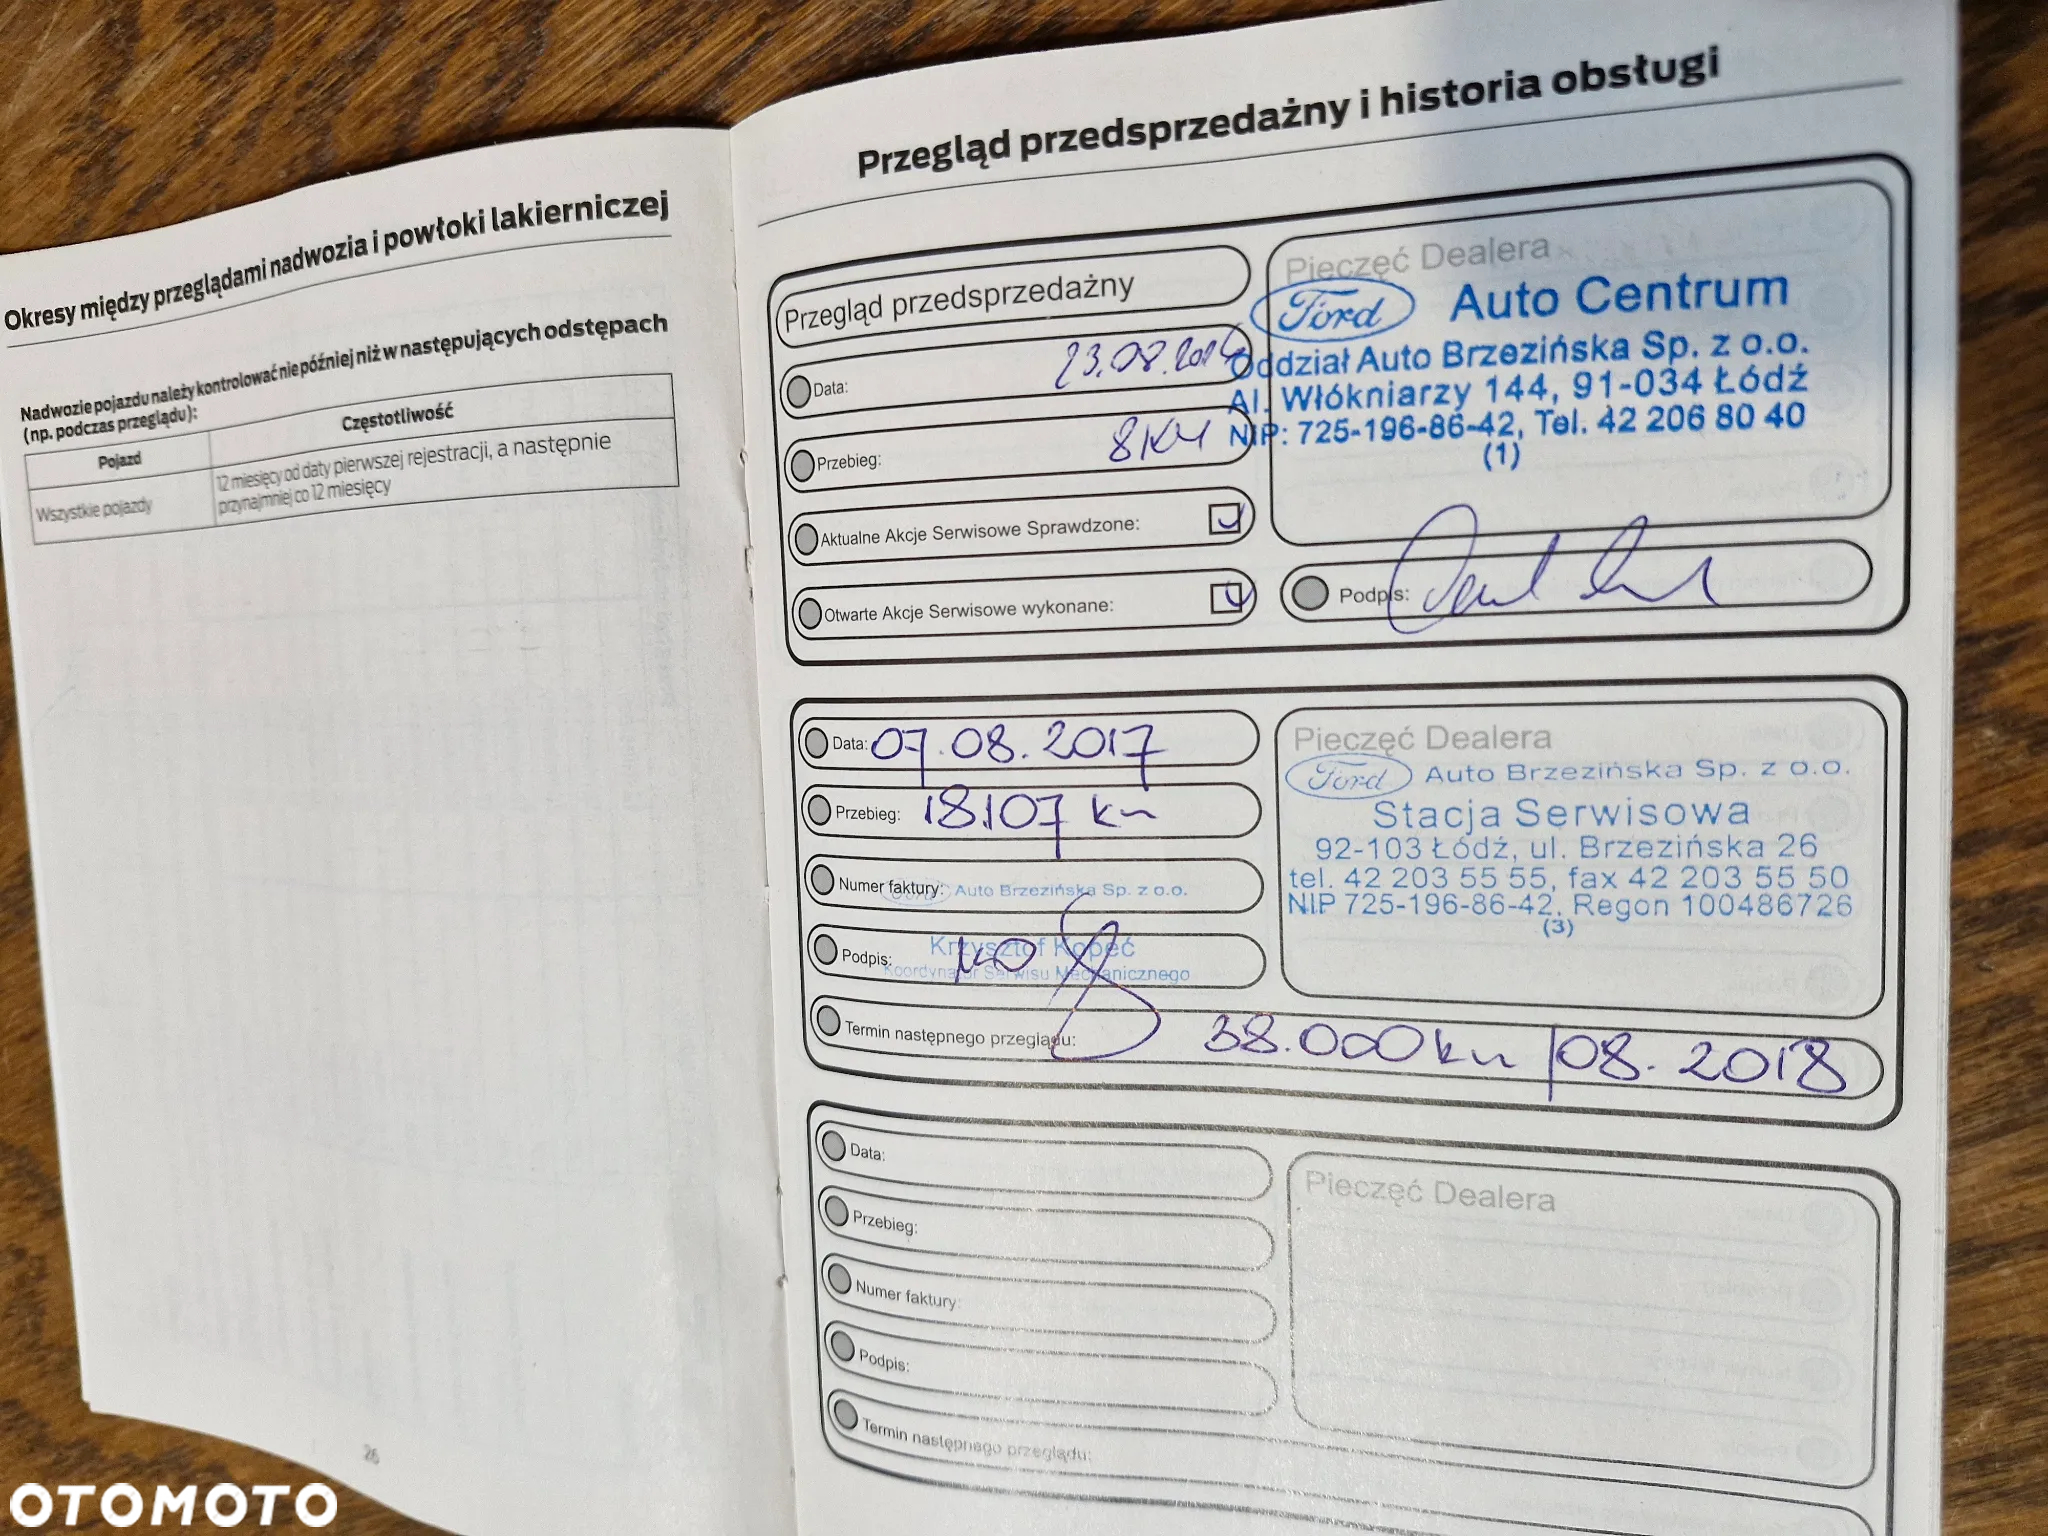 Okresy między przeglądami nadwozia i powłoki lakierniczej
Nadwozie pojazdu należy kontrolować nie później niż w następujących odstępach
(np. podczas przeglądu):
Pojazd
Częstotliwość
Wszystkie pojazdy
12 miesięcy od daty pierwszej rejestracji, a następnie
przynajmniej co 12 miesięcy
26
Przegląd przedsprzedażny i historia obsługi
Przegląd przedsprzedażny
Data: 23.08.
Przebieg: 8 KM
Aktualne Akcje Serwisowe Sprawdzone:
Otwarte Akcje Serwisowe wykonane:
Pieczęć Dealera
Ford Auto Centrum
Oddział Auto Brzezińska Sp. z o.o.
Al. Włókniarzy 144, 91-034 Łódź
NIP: 725-196-86-42, Tel. 42 206 80 40
(1)
Podpis:
Data: 07.08.2017
Przebieg: 18107 km
Numer faktury:
Ford Auto Brzezińska Sp. z o.o.
Podpis:
Krzysztof Kopeć
Koordynator Serwisu Mechanicznego
Termin następnego przeglądu: 38.000 km / 08.2018
Pieczęć Dealera
Ford Auto Brzezińska Sp. z o.o.
Stacja Serwisowa
92-103 Łódź, ul. Brzezińska 26
tel. 42 203 55 55, fax 42 203 55 50
NIP 725-196-86-42, Regon 100486726
(3)
Data:
Przebieg:
Numer faktury:
Podpis:
Termin następnego przeglądu:
Pieczęć Dealera
OTOMOTO